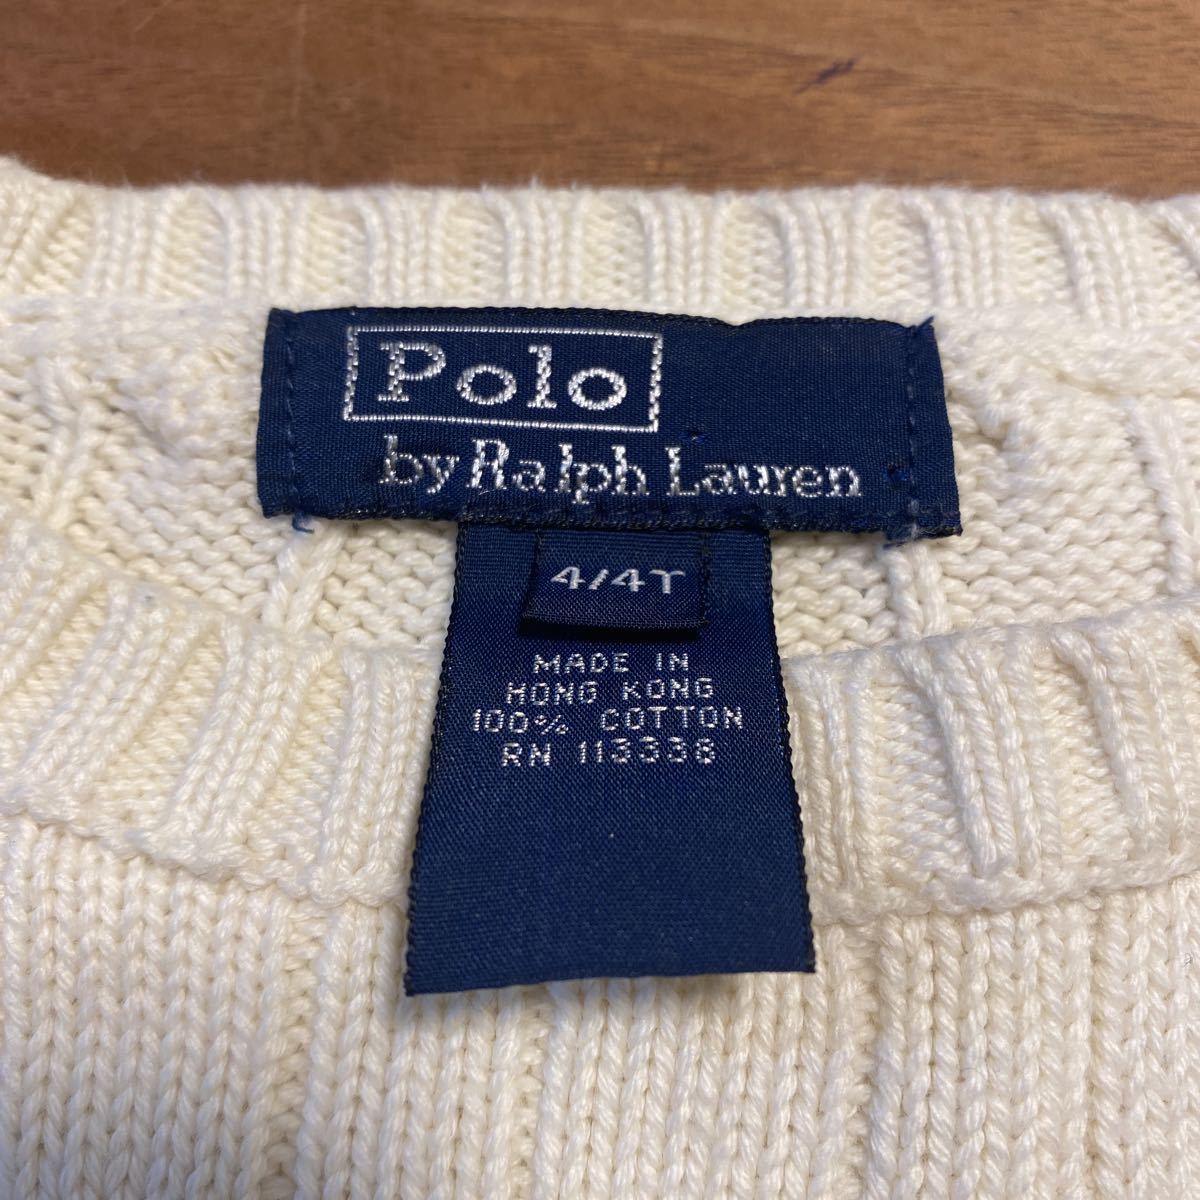 Polo
by Ralph Lauren
4/4T
MADE IN
HONG KONG
100% COTTON
RN 113338